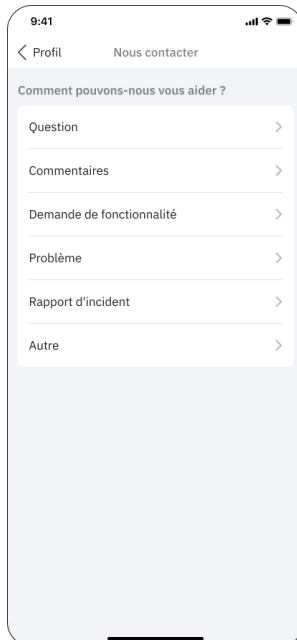 9:41
Profil
Nous contacter
Comment pouvons-nous vous aider ?
Question
Commentaires
Demande de fonctionnalité
Problème
Rapport d'incident
Autre